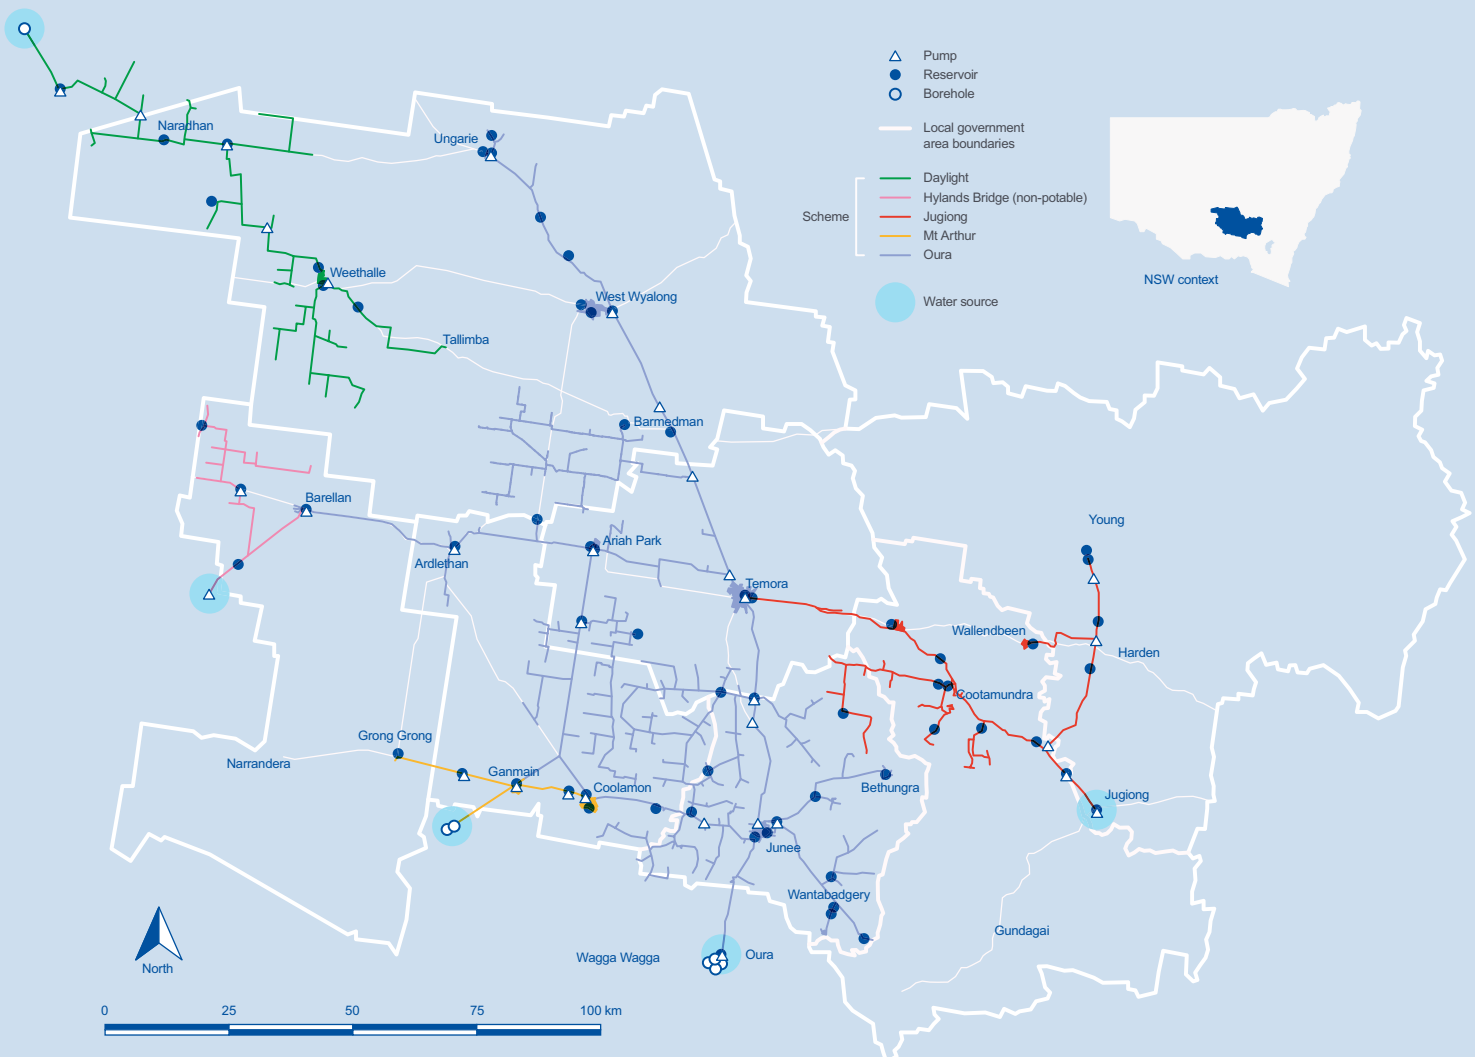 Pump
Reservoir
Borehole
Local government
area boundaries
Scheme
Daylight
Hylands Bridge (non-potable)
Jugiong
Mt Arthur
Oura
Water source
NSW context
Naradhan
Ungarie
Weethalle
West Wyalong
Tallimba
Barmedman
Barellan
Young
Ariah Park
Ardlethan
Temora
Wallendbeen
Harden
Cootamundra
Grong Grong
Narrandera
Ganmain
Coolamon
Bethungra
Jugiong
Junee
Wantabadgery
Gundagai
Wagga Wagga
Oura
North
0 25 50 75 100 km